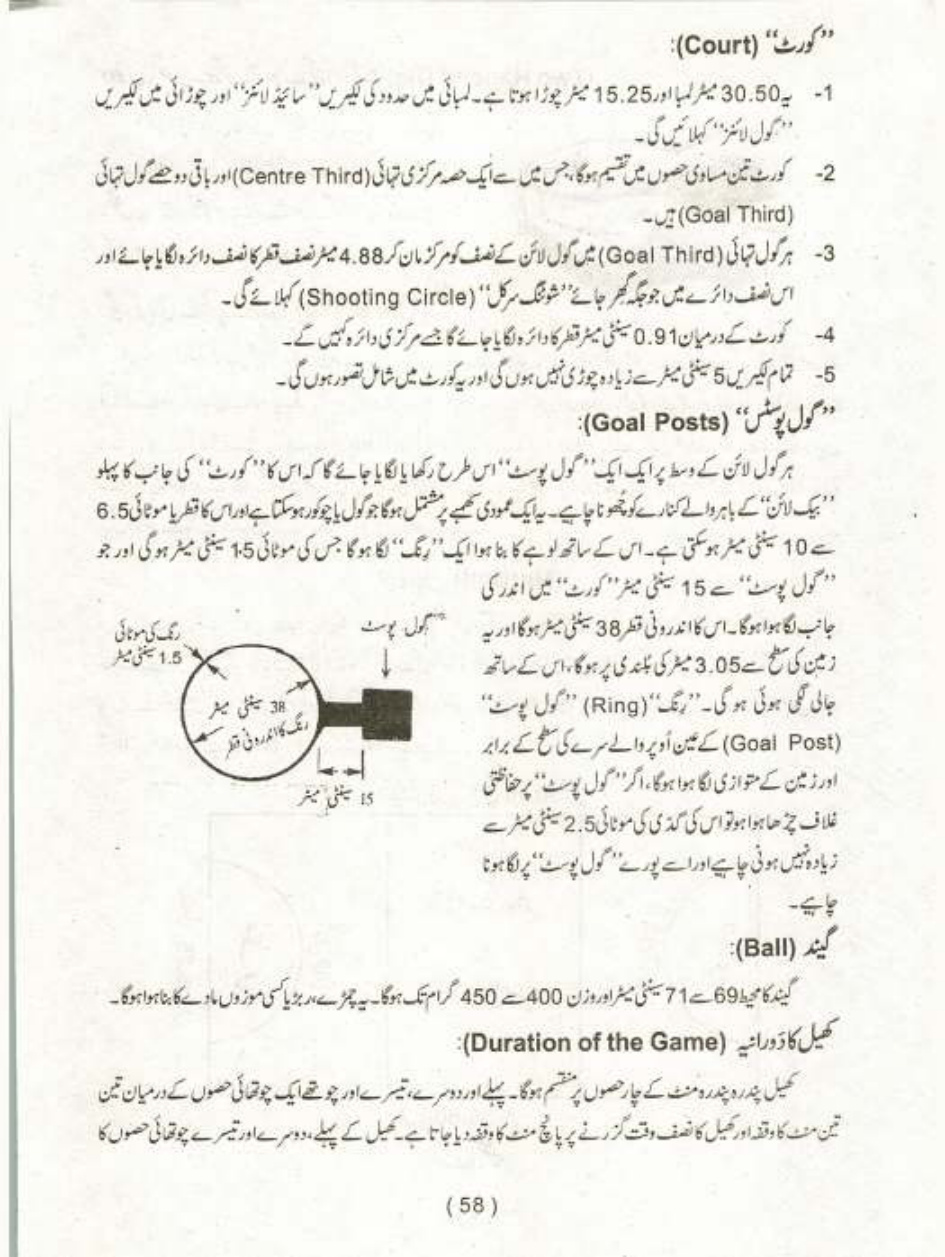 ”کورٹ“ (Court):
1- یہ 30.50 میٹر لمبا اور 15.25 میٹر چوڑا ہوتا ہے۔ لمبائی میں حدود کی لکیریں ”سائیڈ لائنز“ اور چوڑائی میں لکیریں
”گول لائنز“ کہلائیں گی۔
2- کورٹ تین مساوی حصوں میں تقسیم ہوگا، جس میں سے ایک حصہ مرکزی تہائی (Centre Third) اور باقی دو حصے گول تہائی
(Goal Third) ہیں۔
3- ہر گول تہائی (Goal Third) میں گول لائن کے نصف کو مرکز مان کر 4.88 میٹر نصف قطر کا نصف دائرہ لگایا جائے اور
اس نصف دائرے میں جو جگہ گھر جائے ”شوٹنگ سرکل“ (Shooting Circle) کہلائے گی۔
4- کورٹ کے درمیان 0.91 سینٹی میٹر قطر کا دائرہ لگایا جائے گا جسے مرکزی دائرہ کہیں گے۔
5- تمام لکیریں 5 سینٹی میٹر سے زیادہ چوڑی نہیں ہوں گی اور یہ کورٹ میں شامل تصور ہوں گی۔
”گول پوسٹس“ (Goal Posts):
ہر گول لائن کے وسط پر ایک ایک ”گول پوسٹ“ اس طرح رکھا یا لگایا جائے گا کہ اس کا ”کورٹ“ کی جانب کا پہلو
”بیک لائن“ کے باہر والے کنارے کو چھونا چاہیے۔ یہ ایک عمودی کھمبے پر مشتمل ہوگا جو گول یا چوکور ہوسکتا ہے اور اس کا قطر یا موٹائی 6.5
سے 10 سینٹی میٹر ہوسکتی ہے۔ اس کے ساتھ لوہے کا بنا ہوا ایک ”رِنگ“ لگا ہوگا جس کی موٹائی 1.5 سینٹی میٹر ہوگی اور جو
”گول پوسٹ“ سے 15 سینٹی میٹر ”کورٹ“ میں اندر کی
جانب لگا ہوا ہوگا۔ اس کا اندرونی قطر 38 سینٹی میٹر ہوگا اور یہ
زمین کی سطح سے 3.05 میٹر کی بلندی پر ہوگا، اس کے ساتھ
جالی لگی ہوئی ہو گی۔ ”رِنگ“ (Ring) ”گول پوسٹ“
(Goal Post) کے عین اُوپر والے سرے کی سطح کے برابر
اور زمین کے متوازی لگا ہوا ہوگا، اگر ”گول پوسٹ“ پر حفاظتی
غلاف چڑھا ہوا ہو تو اس کی گدّی کی موٹائی 2.5 سینٹی میٹر سے
زیادہ نہیں ہونی چاہیے اور اسے پورے ”گول پوسٹ“ پر لگا ہونا
چاہیے۔
گول پوسٹ
رنگ کی موٹائی
1.5 سینٹی میٹر
38 سینٹی میٹر
رنگ کا اندرونی قطر
15 سینٹی میٹر
گیند (Ball):
گیند کا محیط 69 سے 71 سینٹی میٹر اور وزن 400 سے 450 گرام تک ہوگا۔ یہ چمڑے، ربڑ یا کسی موزوں مادے کا بنا ہوا ہوگا۔
کھیل کا دَورانیہ (Duration of the Game):
کھیل پندرہ پندرہ منٹ کے چار حصوں پر منقسم ہوگا۔ پہلے اور دوسرے، تیسرے اور چوتھے ایک چوتھائی حصوں کے درمیان تین
تین منٹ کا وقفہ اور کھیل کا نصف وقت گزرنے پر پانچ منٹ کا وقفہ دیا جاتا ہے۔ کھیل کے پہلے، دوسرے اور تیسرے چوتھائی حصوں کا
(58)